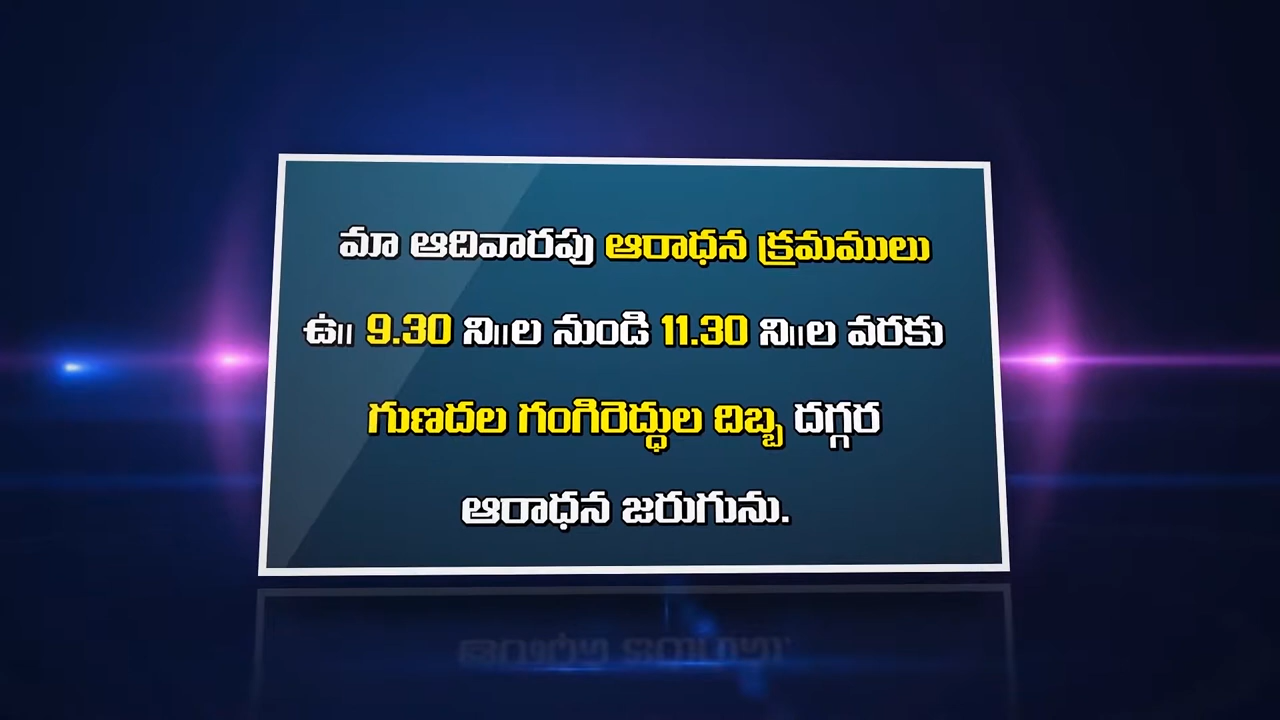 మా ఆదివారపు ఆరాధన క్రమములు
ఉ॥ 9.30 ని॥ల నుండి 11.30 ని॥ల వరకు
గుణదల గంగిరెద్ధుల దిబ్బ దగ్గర
ఆరాధన జరుగును.